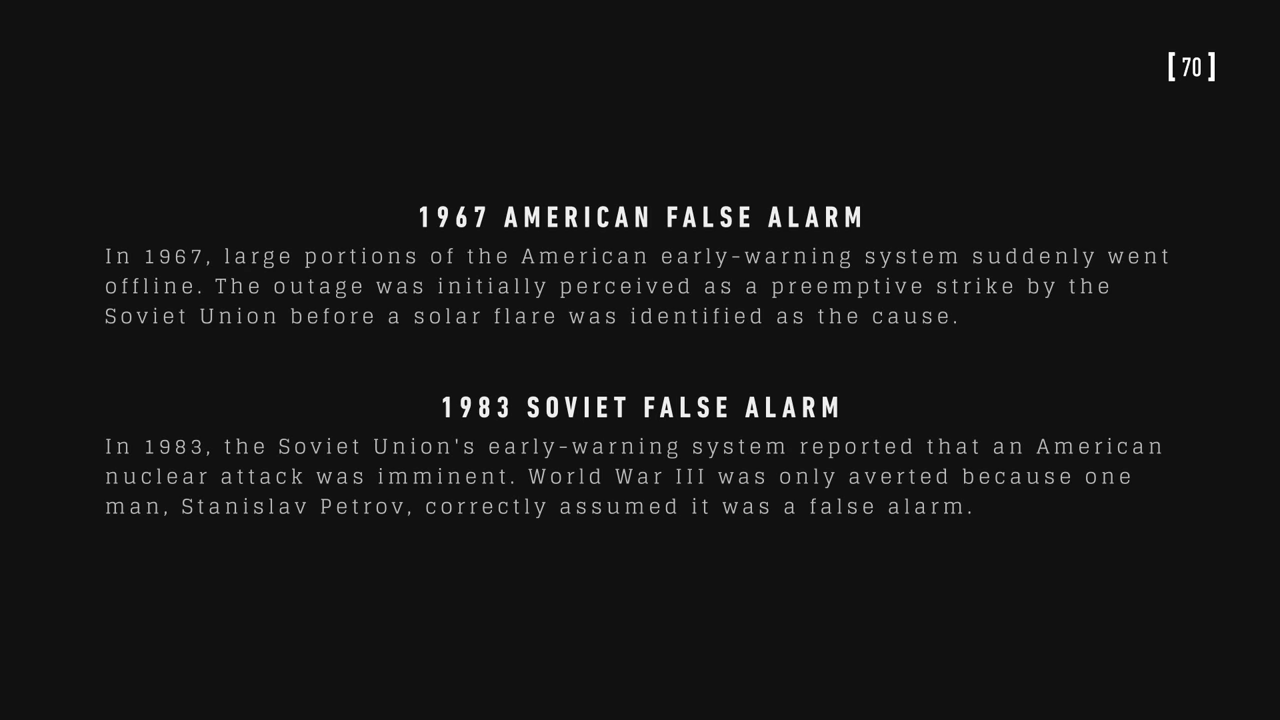 [ 70 ]
1967 AMERICAN FALSE ALARM
In 1967, large portions of the American early-warning system suddenly went
offline. The outage was initially perceived as a preemptive strike by the
Soviet Union before a solar flare was identified as the cause.
1983 SOVIET FALSE ALARM
In 1983, the Soviet Union's early-warning system reported that an American
nuclear attack was imminent. World War III was only averted because one
man, Stanislav Petrov, correctly assumed it was a false alarm.